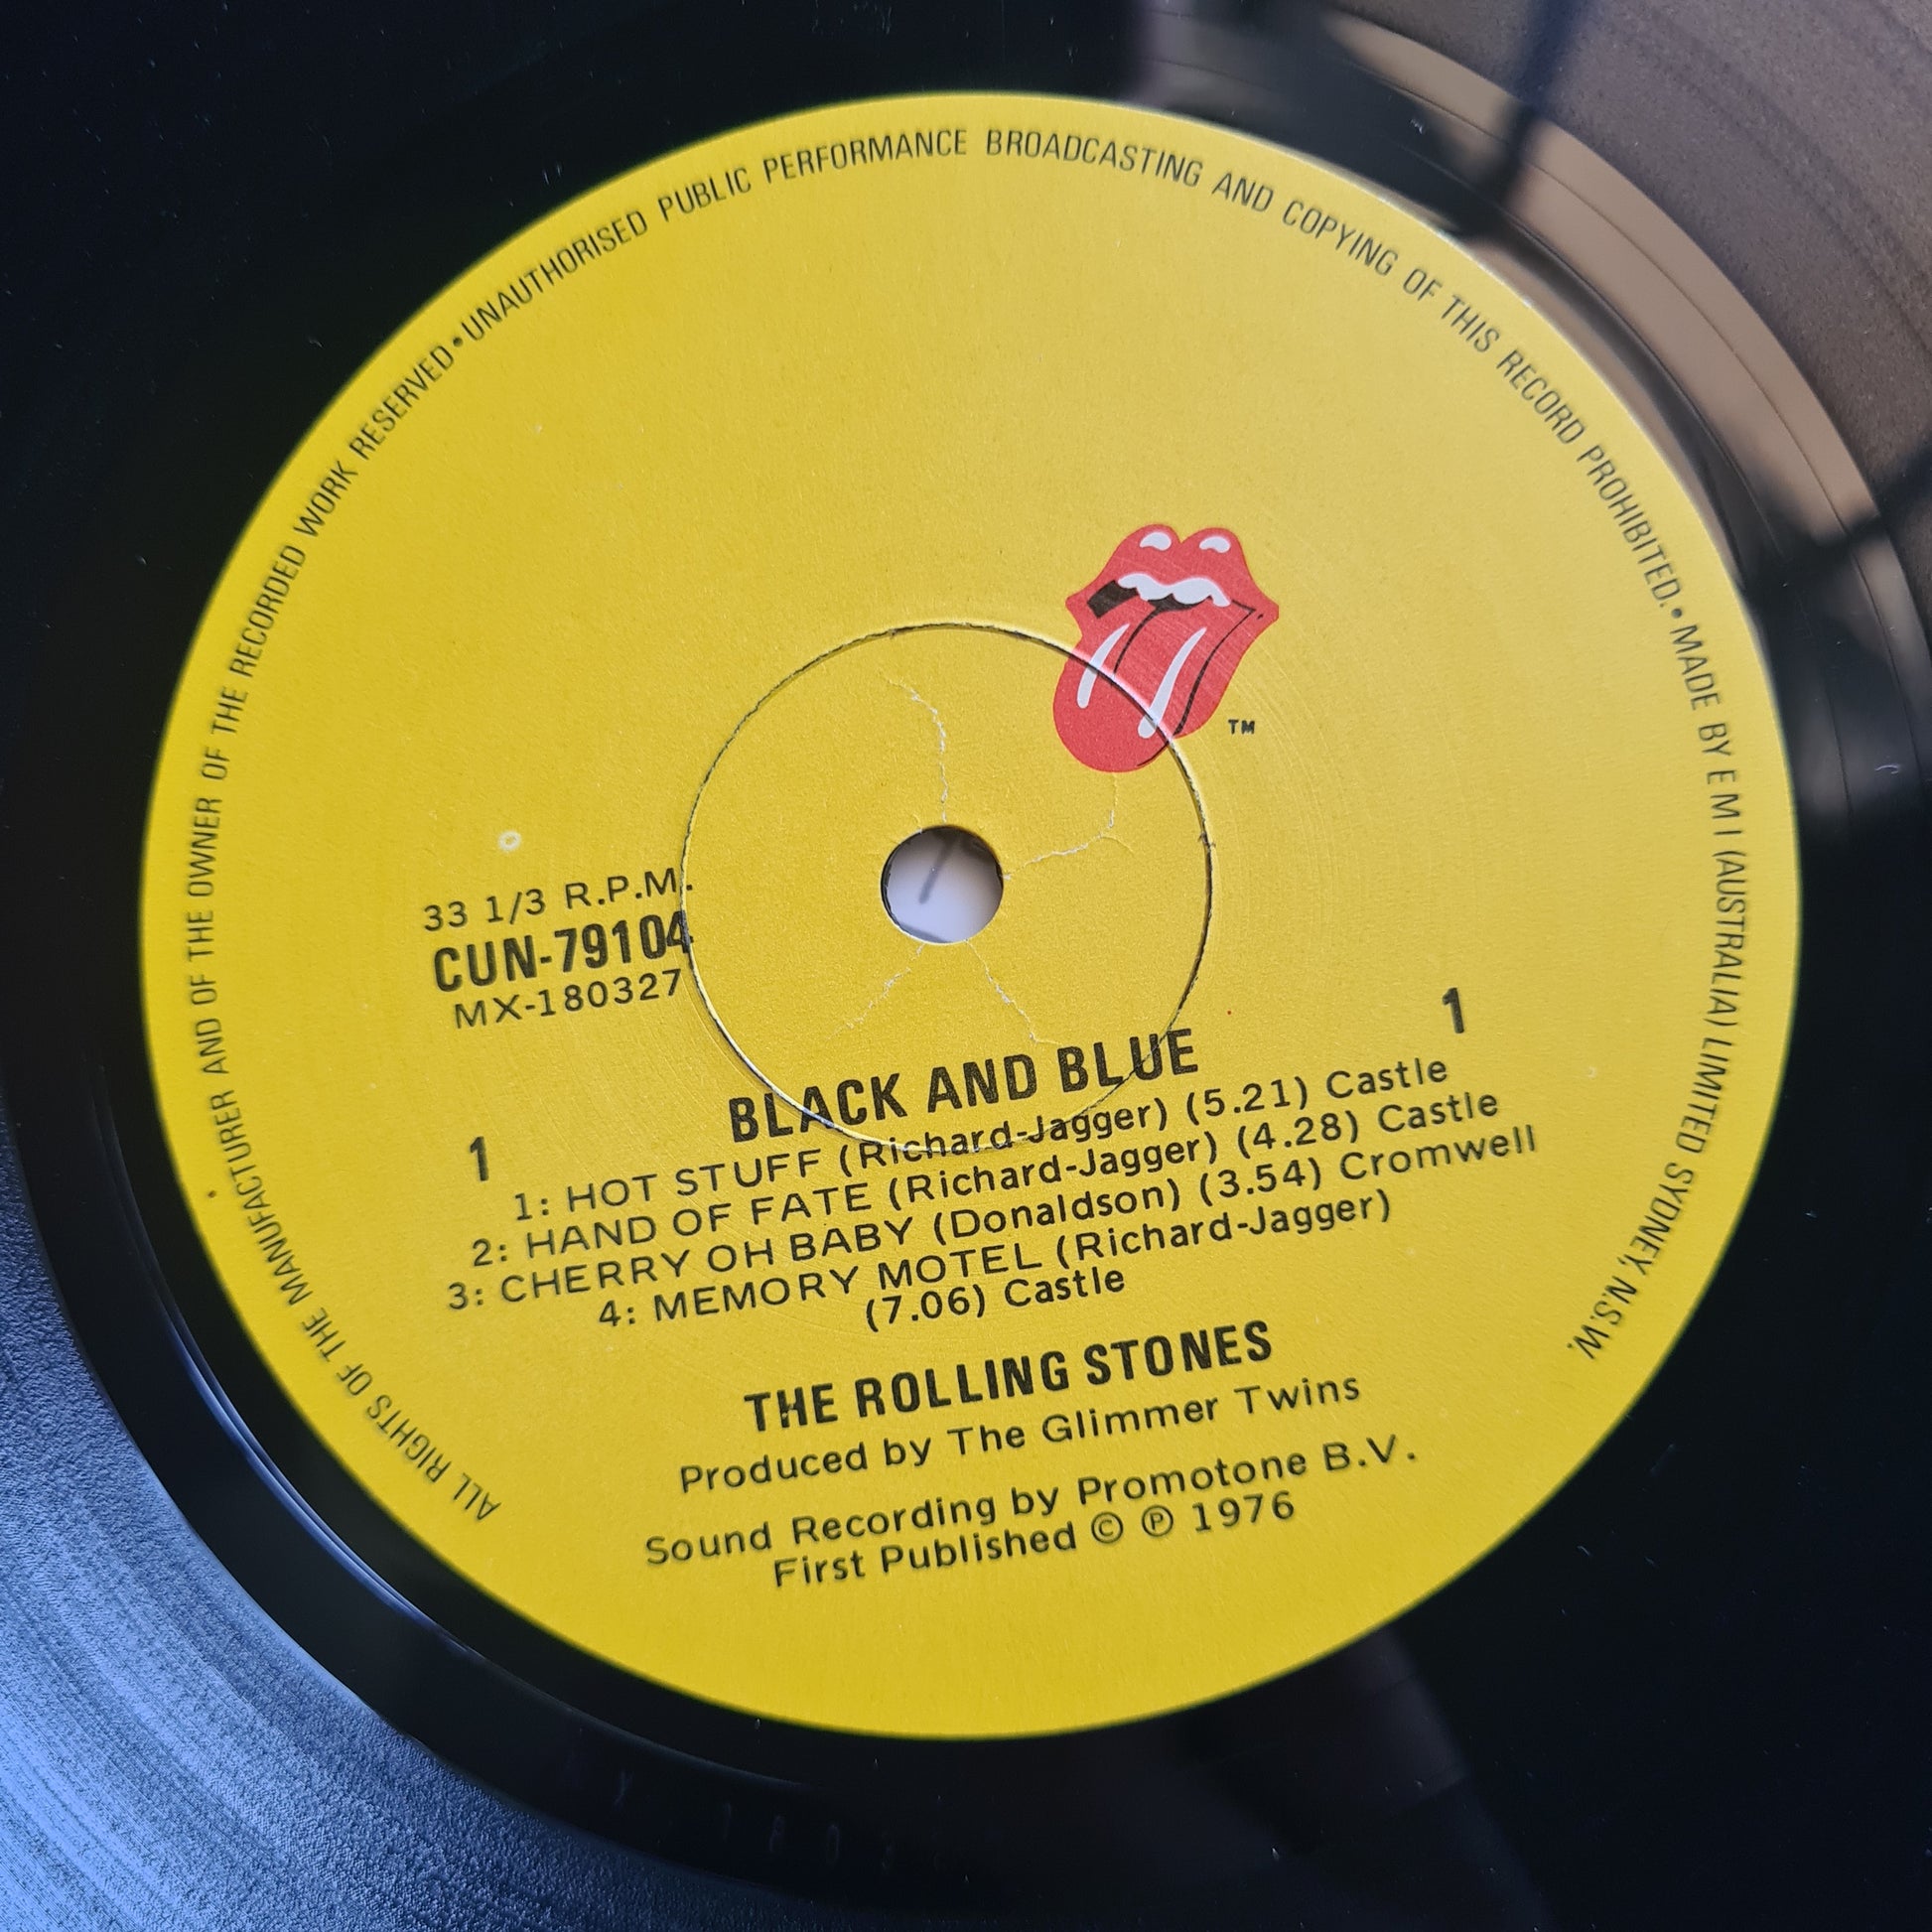 ALL RIGHTS OF THE MANUFACTURER AND OF THE OWNER OF THE RECORDED WORK RESERVED • UNAUTHORISED PUBLIC PERFORMANCE BROADCASTING AND COPYING OF THIS RECORD PROHIBITED. • MADE BY E M I (AUSTRALIA) LIMITED SYDNEY, N.S.W.
TM
33 1/3 R.P.M.
CUN-79104
MX-180327
1
1
BLACK AND BLUE
1: HOT STUFF (Richard-Jagger) (5.21) Castle
2: HAND OF FATE (Richard-Jagger) (4.28) Castle
3: CHERRY OH BABY (Donaldson) (3.54) Cromwell
4: MEMORY MOTEL (Richard-Jagger)
(7.06) Castle
THE ROLLING STONES
Produced by The Glimmer Twins
Sound Recording by Promotone B.V.
First Published © ℗ 1976